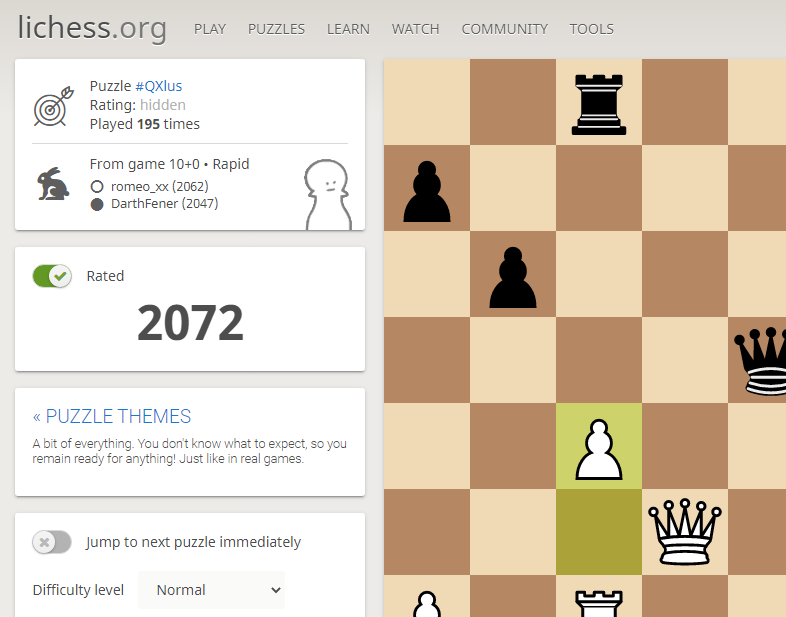 lichess.org
PLAY PUZZLES LEARN WATCH COMMUNITY TOOLS
Puzzle #QXlus
Rating: hidden
Played 195 times
From game 10+0 • Rapid
romeo_xx (2062)
DarthFener (2047)
Rated
2072
« PUZZLE THEMES
A bit of everything. You don't know what to expect, so you
remain ready for anything! Just like in real games.
Jump to next puzzle immediately
Difficulty level Normal